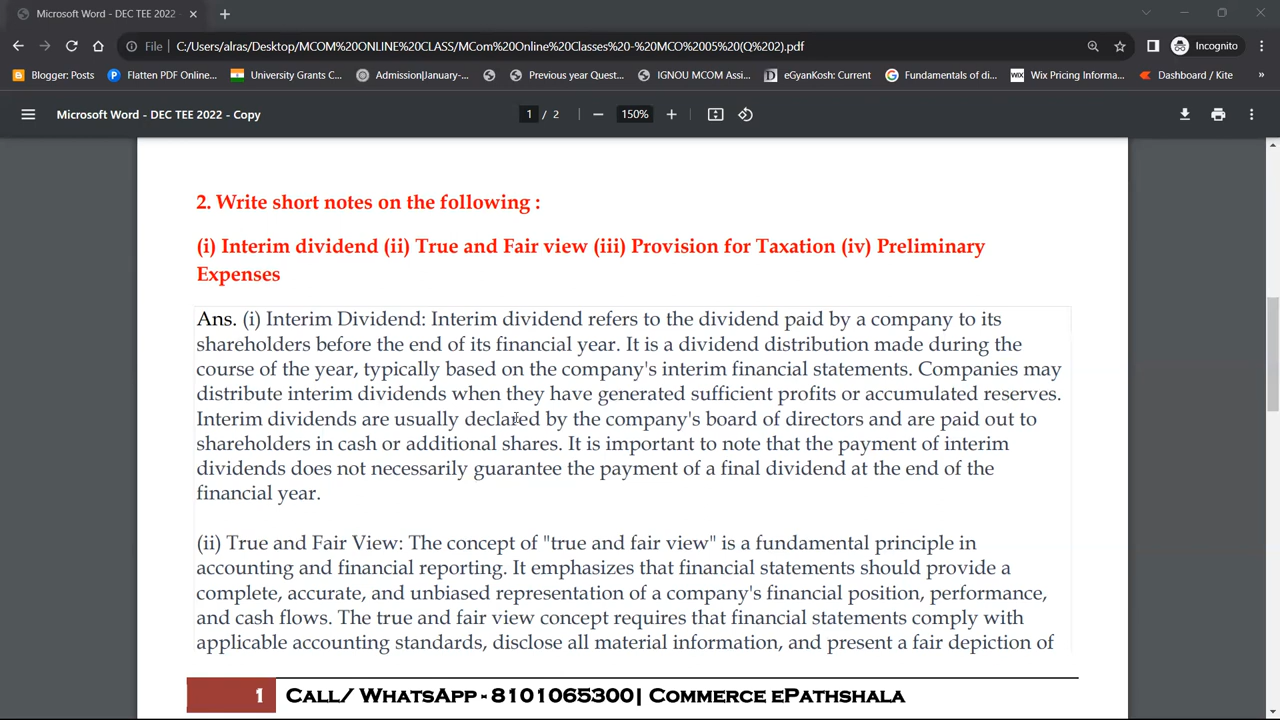 Microsoft Word - DEC TEE 2022
File
C:/Users/alras/Desktop/MCOM%20ONLINE%20CLASS/MCom%20Online%20Classes%20-%20MCO%2005%20(Q%202).pdf
Incognito
Blogger: Posts
Flatten PDF Online...
University Grants C...
Admission|January-...
Previous year Quest...
IGNOU MCOM Assi...
eGyanKosh: Current
Fundamentals of di...
Wix Pricing Informa...
Dashboard / Kite
»
Microsoft Word - DEC TEE 2022 - Copy
1 / 2
150%
2. Write short notes on the following :
(i) Interim dividend (ii) True and Fair view (iii) Provision for Taxation (iv) Preliminary
Expenses
Ans. (i) Interim Dividend: Interim dividend refers to the dividend paid by a company to its
shareholders before the end of its financial year. It is a dividend distribution made during the
course of the year, typically based on the company's interim financial statements. Companies may
distribute interim dividends when they have generated sufficient profits or accumulated reserves.
Interim dividends are usually declared by the company's board of directors and are paid out to
shareholders in cash or additional shares. It is important to note that the payment of interim
dividends does not necessarily guarantee the payment of a final dividend at the end of the
financial year.
(ii) True and Fair View: The concept of "true and fair view" is a fundamental principle in
accounting and financial reporting. It emphasizes that financial statements should provide a
complete, accurate, and unbiased representation of a company's financial position, performance,
and cash flows. The true and fair view concept requires that financial statements comply with
applicable accounting standards, disclose all material information, and present a fair depiction of
1 Call/ WhatsApp - 8101065300| Commerce ePathshala